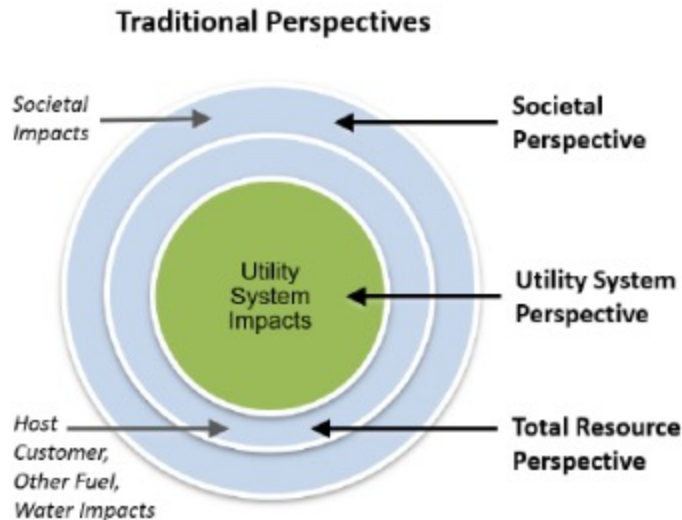 Traditional Perspectives
Societal
Impacts
Societal
Perspective
Utility
System
Impacts
Utility System
Perspective
Host
Customer,
Other Fuel,
Water Impacts
Total Resource
Perspective